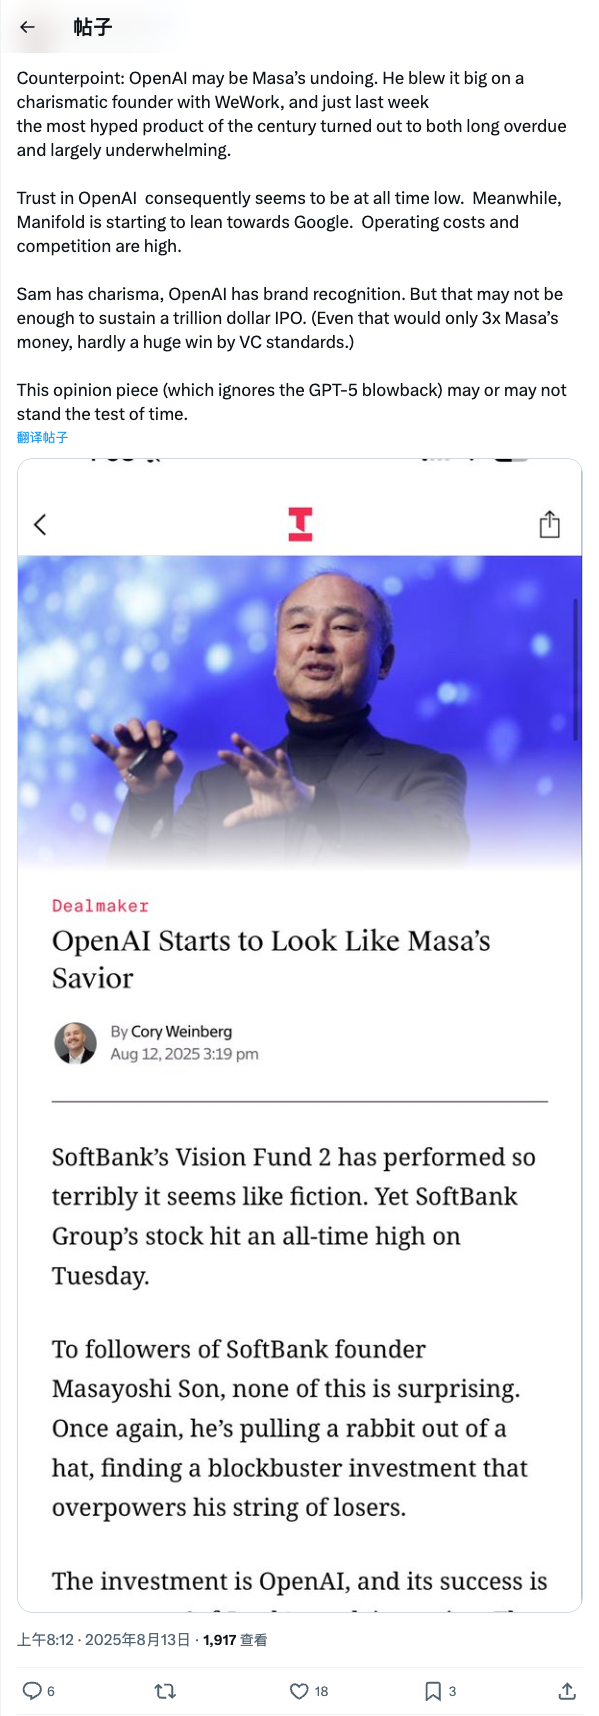 帖子
Counterpoint: OpenAI may be Masa’s undoing. He blew it big on a
charismatic founder with WeWork, and just last week
the most hyped product of the century turned out to both long overdue
and largely underwhelming.
Trust in OpenAI  consequently seems to be at all time low.  Meanwhile,
Manifold is starting to lean towards Google.  Operating costs and
competition are high.
Sam has charisma, OpenAI has brand recognition. But that may not be
enough to sustain a trillion dollar IPO. (Even that would only 3x Masa’s
money, hardly a huge win by VC standards.)
This opinion piece (which ignores the GPT-5 blowback) may or may not
stand the test of time.
翻译帖子
Dealmaker
OpenAI Starts to Look Like Masa’s
Savior
By Cory Weinberg
Aug 12, 2025 3:19 pm
SoftBank’s Vision Fund 2 has performed so
terribly it seems like fiction. Yet SoftBank
Group’s stock hit an all-time high on
Tuesday.
To followers of SoftBank founder
Masayoshi Son, none of this is surprising.
Once again, he’s pulling a rabbit out of a
hat, finding a blockbuster investment that
overpowers his string of losers.
The investment is OpenAI, and its success is
上午8:12 · 2025年8月13日 · 1,917 查看
6
18
3